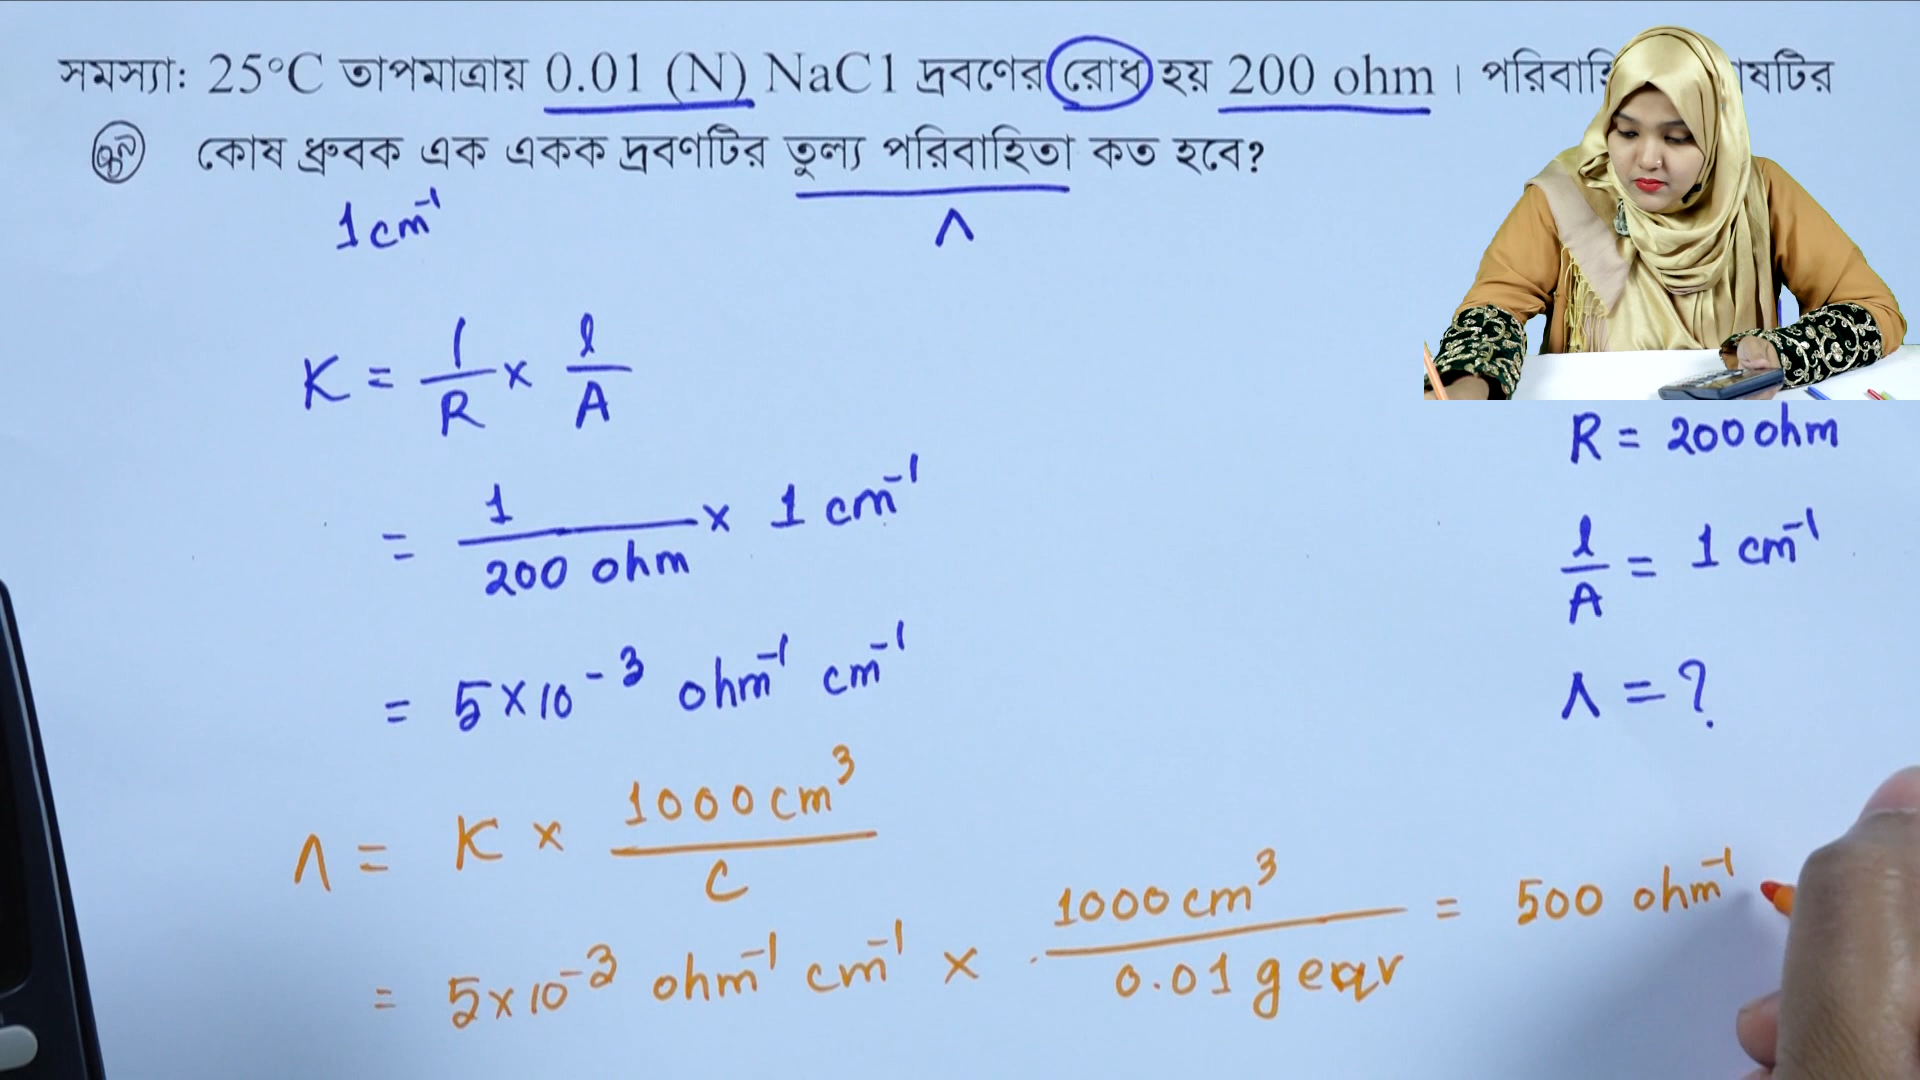 সমস্যাঃ 25°C তাপমাত্রায় 0.01 (N) NaCl দ্রবণের রোধ হয় 200 ohm । ষটির
কোষ ধ্রুবক এক একক দ্রবণটির তুল্য পরিবাহিতা কত হবে?
1 cm⁻¹
Λ
K = 1/R × l/A
= 1/200 ohm × 1 cm⁻¹
= 5×10⁻³ ohm⁻¹ cm⁻¹
R = 200 ohm
l/A = 1 cm⁻¹
Λ = ?
Λ = K × 1000 cm³/C
= 5×10⁻³ ohm⁻¹ cm⁻¹ × 1000 cm³/0.01 g eqv = 500 ohm⁻¹